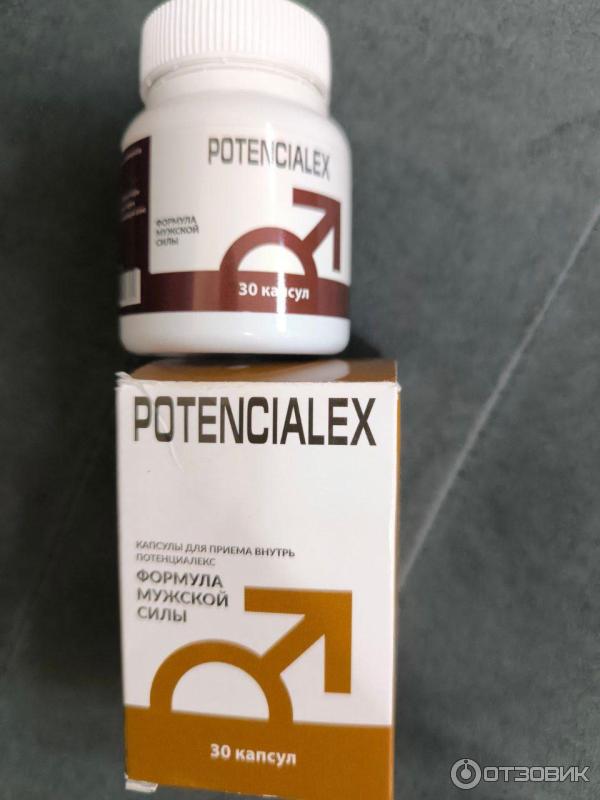 POTENCIALEX
ФОРМУЛА
МУЖСКОЙ
СИЛЫ
30 капсул
POTENCIALEX
КАПСУЛЫ ДЛЯ ПРИЕМА ВНУТРЬ
ПОТЕНЦИАЛЕКС
ФОРМУЛА
МУЖСКОЙ
СИЛЫ
30 капсул
ОТЗОВИК